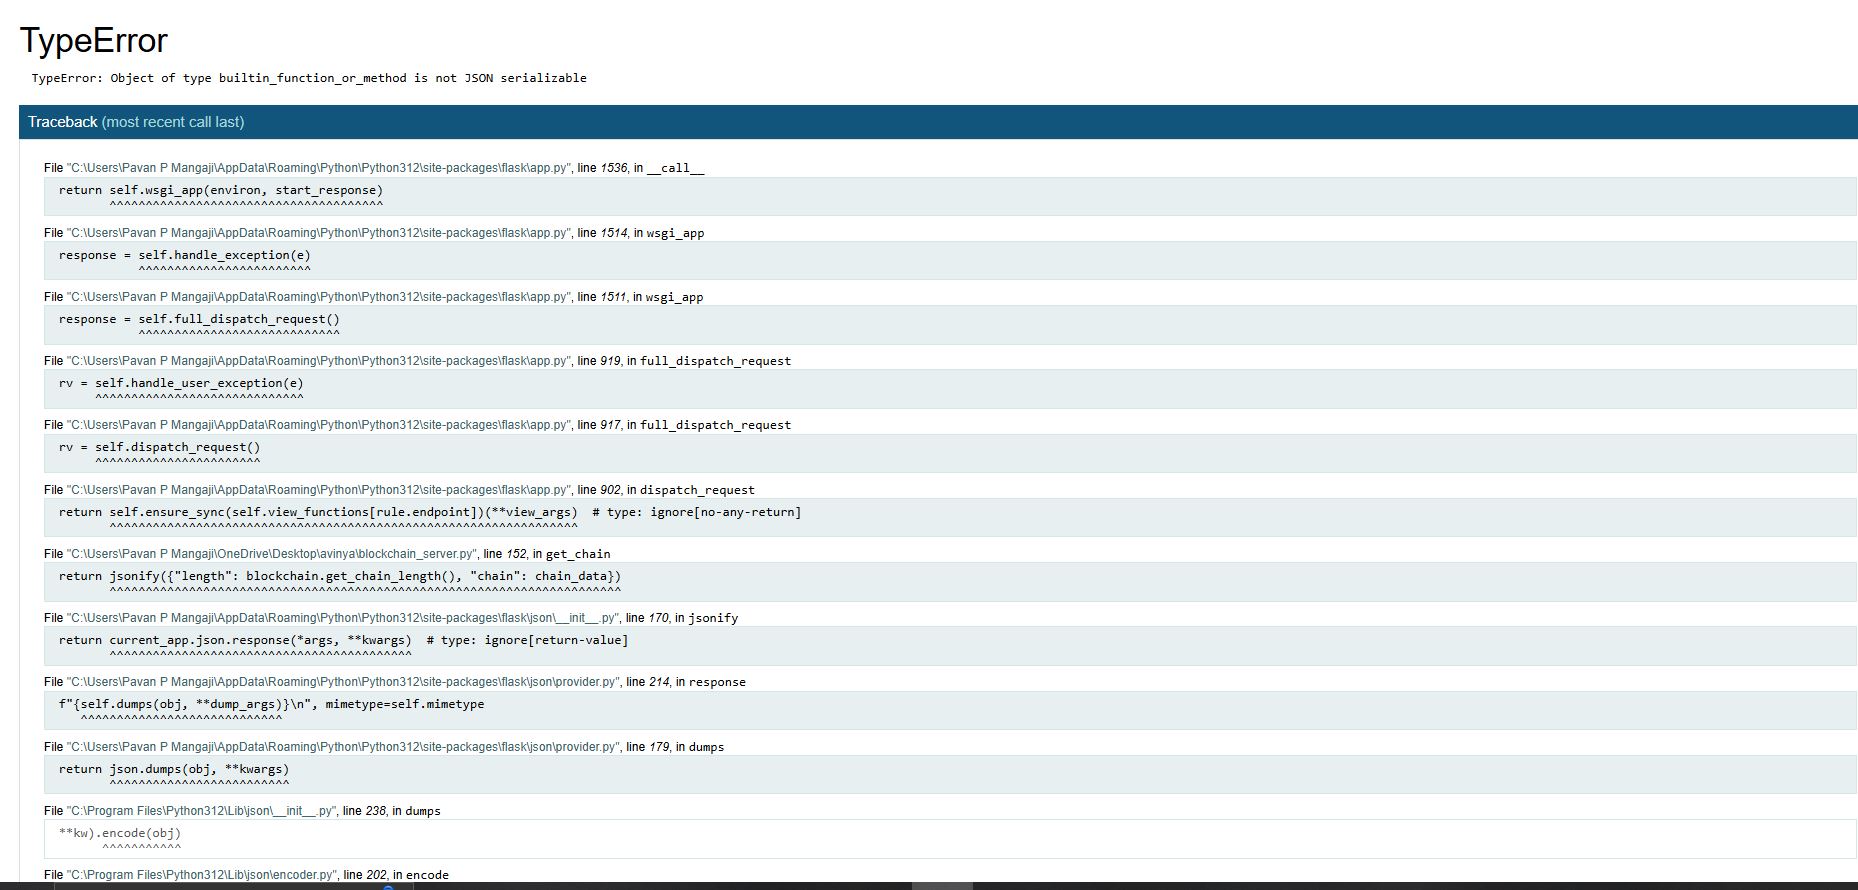 TypeError
TypeError: Object of type builtin_function_or_method is not JSON serializable
Traceback (most recent call last)
File "C:\Users\Pavan P Mangaji\AppData\Roaming\Python\Python312\site-packages\flask\app.py", line 1536, in __call__
return self.wsgi_app(environ, start_response)
^^^^^^^^^^^^^^^^^^^^^^^^^^^^^^^^^^^^^^
File "C:\Users\Pavan P Mangaji\AppData\Roaming\Python\Python312\site-packages\flask\app.py", line 1514, in wsgi_app
response = self.handle_exception(e)
^^^^^^^^^^^^^^^^^^^^^^^^
File "C:\Users\Pavan P Mangaji\AppData\Roaming\Python\Python312\site-packages\flask\app.py", line 1511, in wsgi_app
response = self.full_dispatch_request()
^^^^^^^^^^^^^^^^^^^^^^^^^^^^
File "C:\Users\Pavan P Mangaji\AppData\Roaming\Python\Python312\site-packages\flask\app.py", line 919, in full_dispatch_request
rv = self.handle_user_exception(e)
^^^^^^^^^^^^^^^^^^^^^^^^^^^^^
File "C:\Users\Pavan P Mangaji\AppData\Roaming\Python\Python312\site-packages\flask\app.py", line 917, in full_dispatch_request
rv = self.dispatch_request()
^^^^^^^^^^^^^^^^^^^^^^^
File "C:\Users\Pavan P Mangaji\AppData\Roaming\Python\Python312\site-packages\flask\app.py", line 902, in dispatch_request
return self.ensure_sync(self.view_functions[rule.endpoint])(**view_args)  # type: ignore[no-any-return]
^^^^^^^^^^^^^^^^^^^^^^^^^^^^^^^^^^^^^^^^^^^^^^^^^^^^^^^^^^^^^^^^^
File "C:\Users\Pavan P Mangaji\OneDrive\Desktop\avinya\blockchain_server.py", line 152, in get_chain
return jsonify({"length": blockchain.get_chain_length(), "chain": chain_data})
^^^^^^^^^^^^^^^^^^^^^^^^^^^^^^^^^^^^^^^^^^^^^^^^^^^^^^^^^^^^^^^^^^^^^^^
File "C:\Users\Pavan P Mangaji\AppData\Roaming\Python\Python312\site-packages\flask\json\__init__.py", line 170, in jsonify
return current_app.json.response(*args, **kwargs)  # type: ignore[return-value]
^^^^^^^^^^^^^^^^^^^^^^^^^^^^^^^^^^^^^^^^^^
File "C:\Users\Pavan P Mangaji\AppData\Roaming\Python\Python312\site-packages\flask\json\provider.py", line 214, in response
f"{self.dumps(obj, **dump_args)}\n", mimetype=self.mimetype
^^^^^^^^^^^^^^^^^^^^^^^^^^^^
File "C:\Users\Pavan P Mangaji\AppData\Roaming\Python\Python312\site-packages\flask\json\provider.py", line 179, in dumps
return json.dumps(obj, **kwargs)
^^^^^^^^^^^^^^^^^^^^^^^^^
File "C:\Program Files\Python312\Lib\json\__init__.py", line 238, in dumps
**kw).encode(obj)
^^^^^^^^^^^
File "C:\Program Files\Python312\Lib\json\encoder.py", line 202, in encode